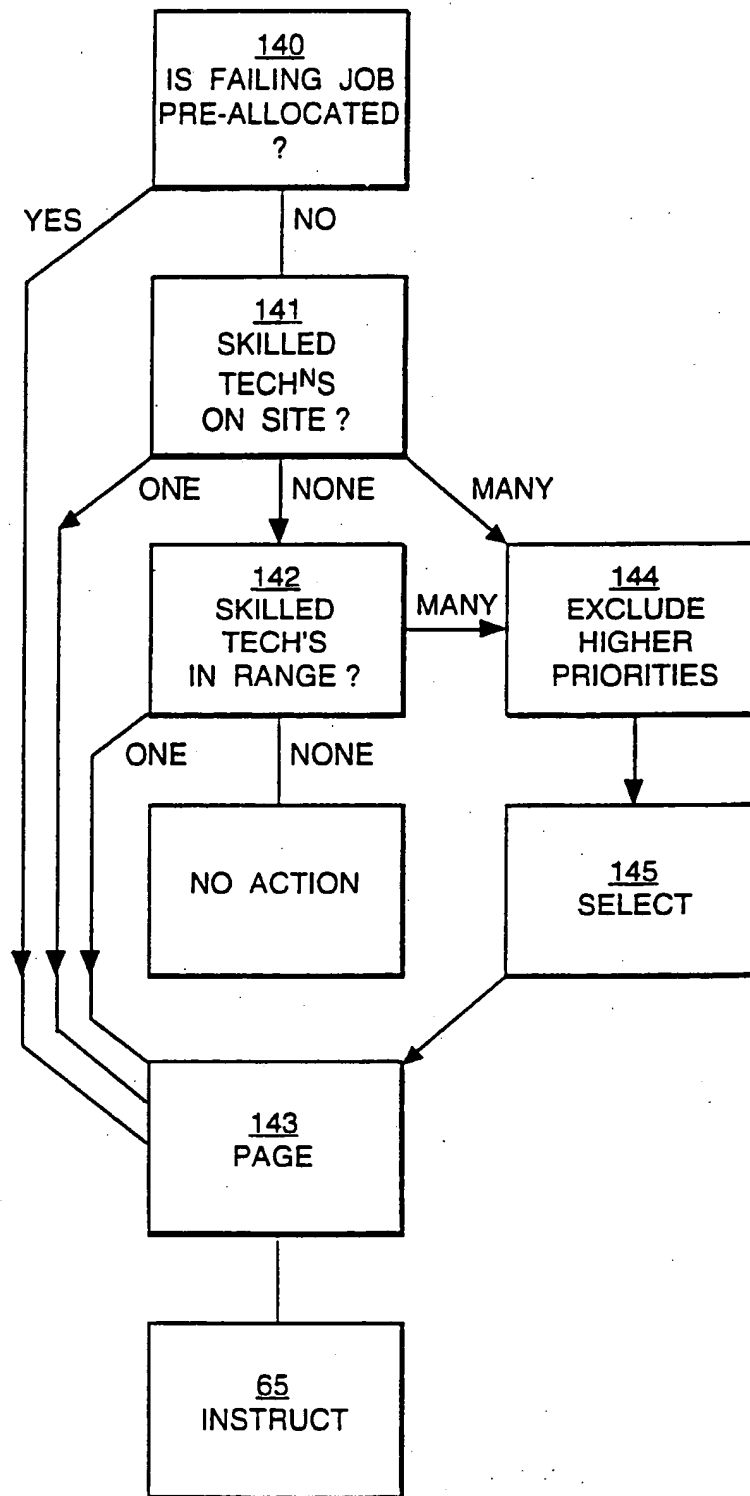 140
IS FAILING JOB
PRE-ALLOCATED
?
YES
NO
141
SKILLED
TECHᴺS
ON SITE ?
ONE
NONE
MANY
142
SKILLED
TECH'S
IN RANGE ?
MANY
144
EXCLUDE
HIGHER
PRIORITIES
ONE
NONE
NO ACTION
145
SELECT
143
PAGE
65
INSTRUCT